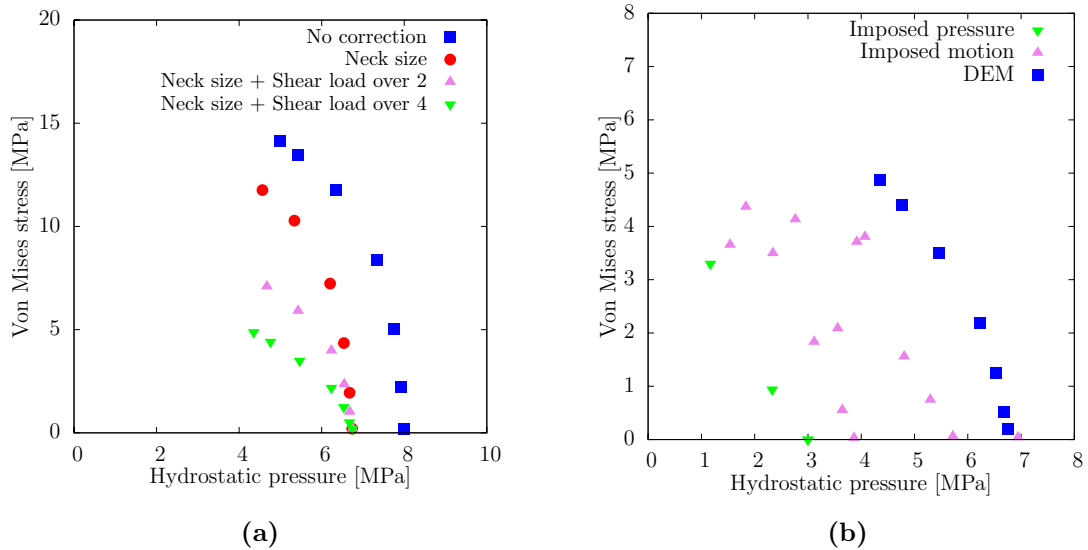 20
15
10
5
0
0
2
4
6
8
10
Von Mises stress [MPa]
Hydrostatic pressure [MPa]
No correction
Neck size
Neck size + Shear load over 2
Neck size + Shear load over 4
(a)
8
7
6
5
4
3
2
1
0
0
1
2
3
4
5
6
7
8
Von Mises stress [MPa]
Hydrostatic pressure [MPa]
Imposed pressure
Imposed motion
DEM
(b)